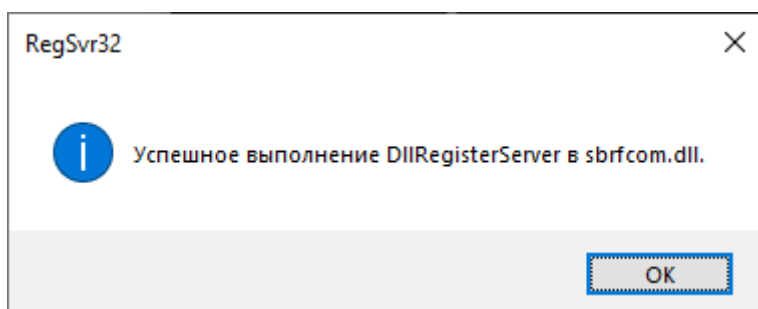 RegSvr32
Успешное выполнение DllRegisterServer в sbrfcom.dll.
OK